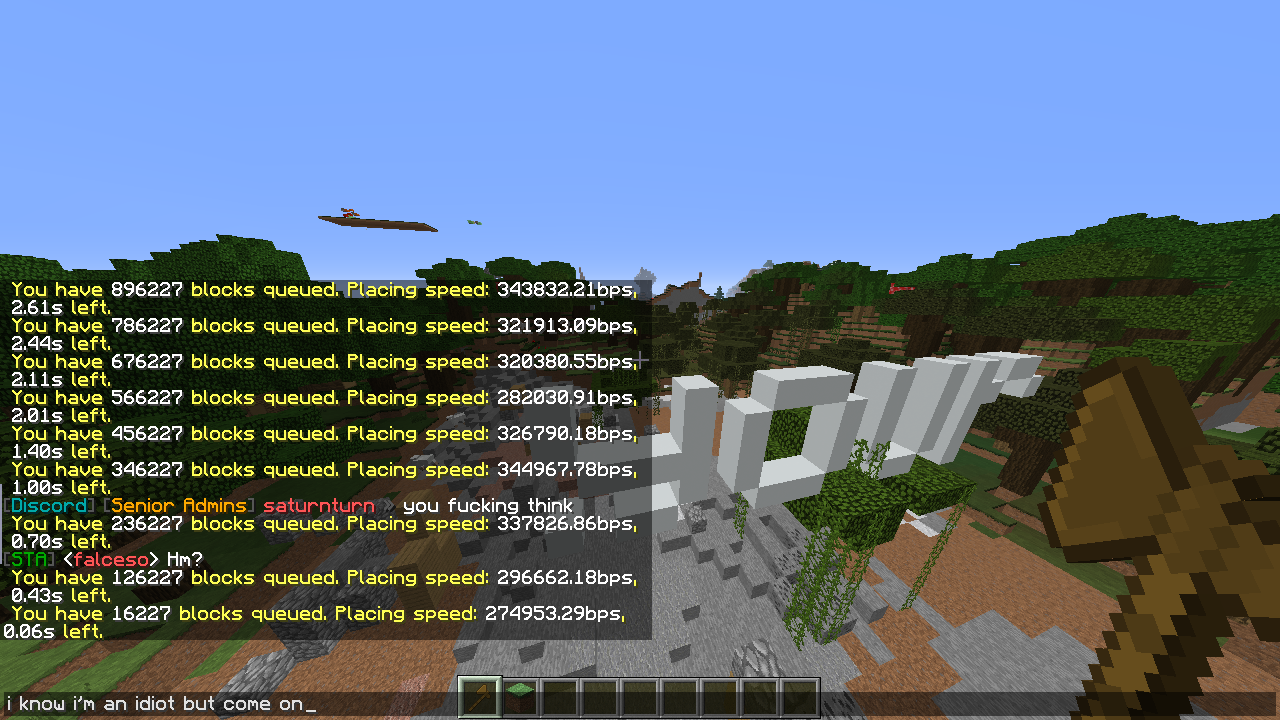 You have 896227 blocks queued. Placing speed: 343832.21bps,
2.61s left.
You have 786227 blocks queued. Placing speed: 321913.09bps,
2.44s left.
You have 676227 blocks queued. Placing speed: 320380.55bps,
2.11s left.
You have 566227 blocks queued. Placing speed: 282030.91bps,
2.01s left.
You have 456227 blocks queued. Placing speed: 326790.18bps,
1.40s left.
You have 346227 blocks queued. Placing speed: 344967.78bps,
1.00s left.
[Discord] [Senior Admins] saturnturn » you fucking think
You have 236227 blocks queued. Placing speed: 337826.86bps,
0.70s left.
[STA] <falceso> Hm?
You have 126227 blocks queued. Placing speed: 296662.18bps,
0.43s left.
You have 16227 blocks queued. Placing speed: 274953.29bps,
0.06s left.
i know i'm an idiot but come on_